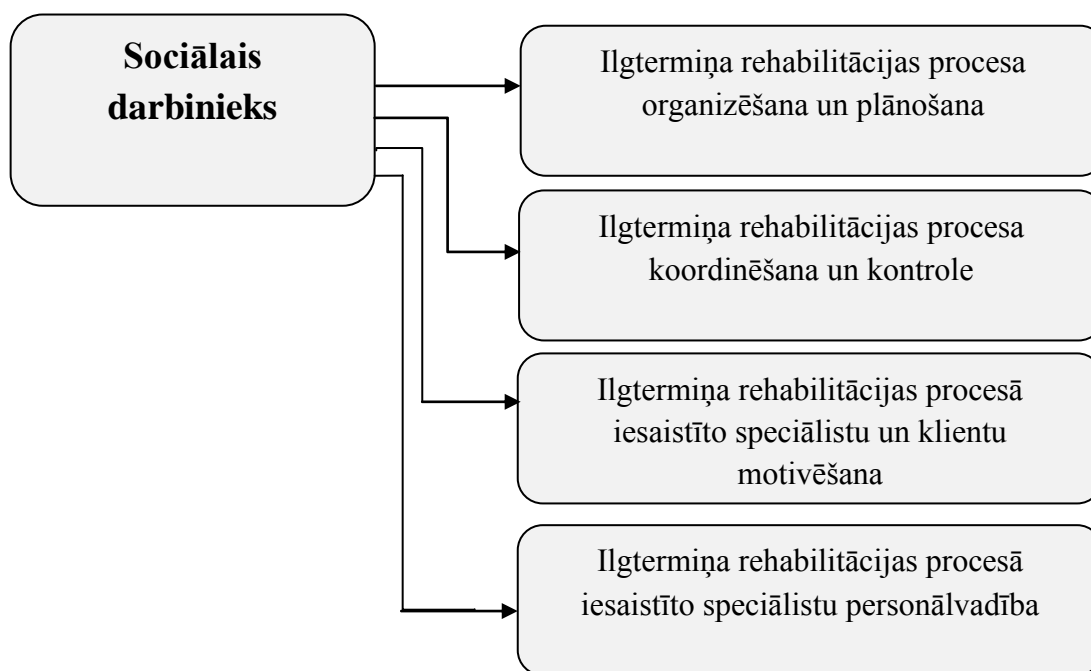 Sociālais
darbinieks
Ilgtermiņa rehabilitācijas procesa
organizēšana un plānošana
Ilgtermiņa rehabilitācijas procesa
koordinēšana un kontrole
Ilgtermiņa rehabilitācijas procesā
iesaistīto speciālistu un klientu
motivēšana
Ilgtermiņa rehabilitācijas procesā
iesaistīto speciālistu personālvadība